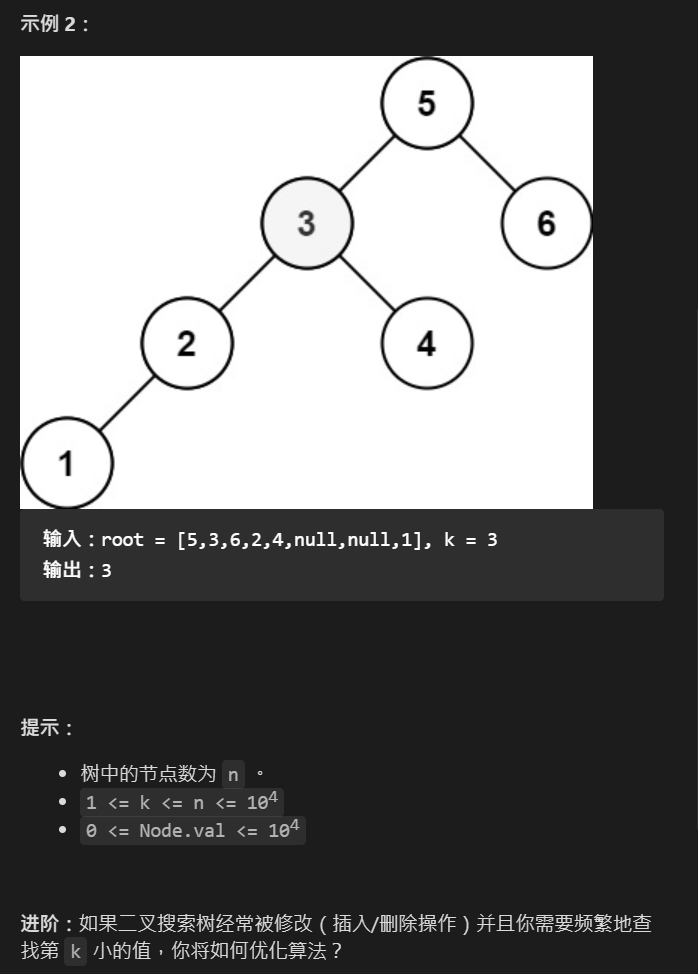 示例 2：
5
3
6
2
4
1
输入：root = [5,3,6,2,4,null,null,1], k = 3
输出：3
提示：
• 树中的节点数为 n 。
• 1 <= k <= n <= 10⁴
• 0 <= Node.val <= 10⁴
进阶：如果二叉搜索树经常被修改（插入/删除操作）并且你需要频繁地查
找第 k 小的值，你将如何优化算法？